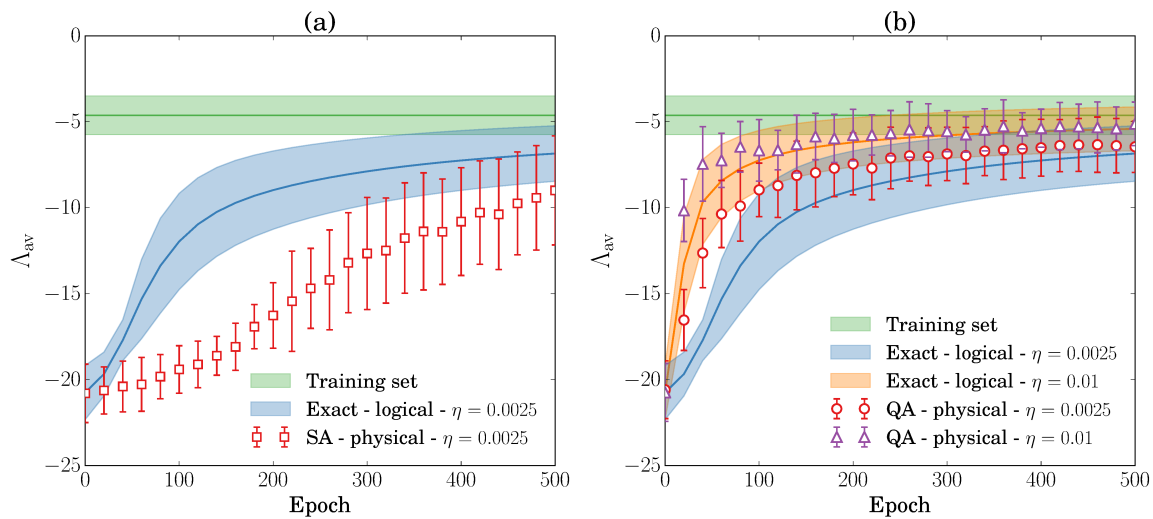 (a)
0
−5
−10
−15
−20
−25
Λav
0
100
200
300
400
500
Epoch
Training set
Exact - logical - η = 0.0025
SA - physical - η = 0.0025
(b)
0
−5
−10
−15
−20
−25
Λav
0
100
200
300
400
500
Epoch
Training set
Exact - logical - η = 0.0025
Exact - logical - η = 0.01
QA - physical - η = 0.0025
QA - physical - η = 0.01